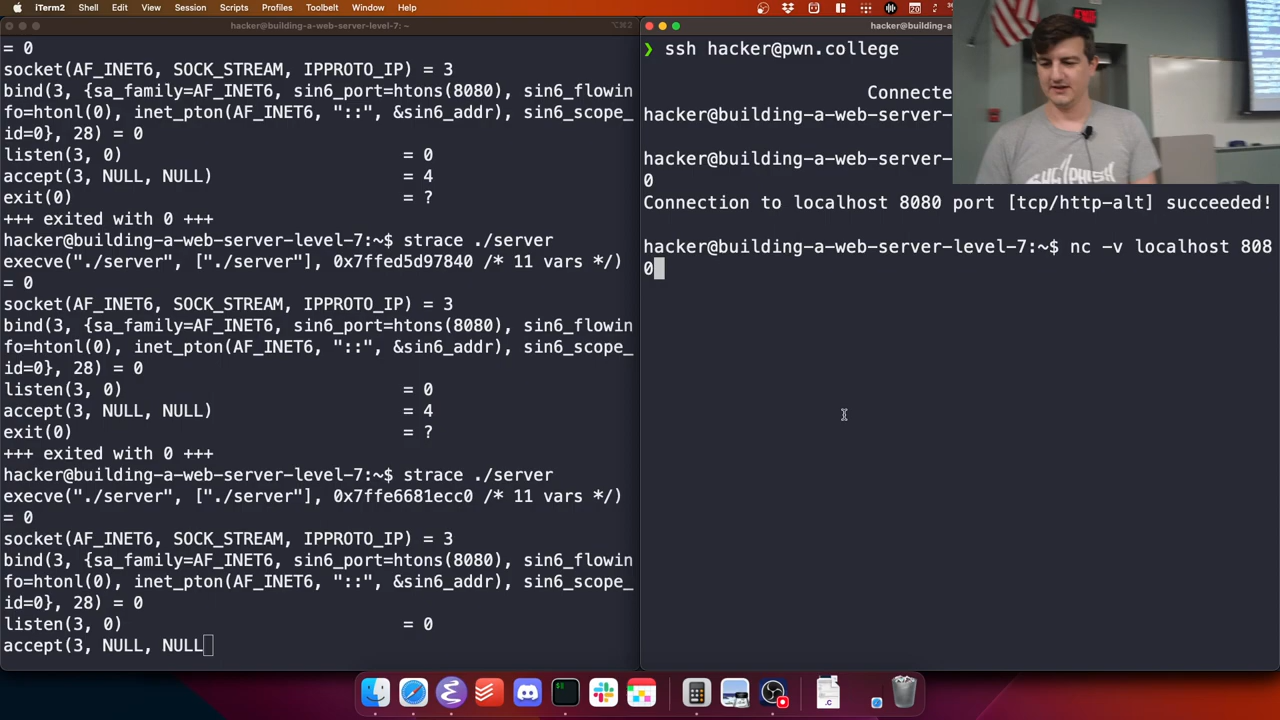 iTerm2 Shell Edit View Session Scripts Profiles Toolbelt Window Help
hacker@building-a-web-server-level-7: ~
⌥⌘2
= 0
socket(AF_INET6, SOCK_STREAM, IPPROTO_IP) = 3
bind(3, {sa_family=AF_INET6, sin6_port=htons(8080), sin6_flowin
fo=htonl(0), inet_pton(AF_INET6, "::", &sin6_addr), sin6_scope_
id=0}, 28) = 0
listen(3, 0) = 0
accept(3, NULL, NULL) = 4
exit(0) = ?
+++ exited with 0 +++
hacker@building-a-web-server-level-7:~$ strace ./server
execve("./server", ["./server"], 0x7ffed5d97840 /* 11 vars */)
= 0
socket(AF_INET6, SOCK_STREAM, IPPROTO_IP) = 3
bind(3, {sa_family=AF_INET6, sin6_port=htons(8080), sin6_flowin
fo=htonl(0), inet_pton(AF_INET6, "::", &sin6_addr), sin6_scope_
id=0}, 28) = 0
listen(3, 0) = 0
accept(3, NULL, NULL) = 4
exit(0) = ?
+++ exited with 0 +++
hacker@building-a-web-server-level-7:~$ strace ./server
execve("./server", ["./server"], 0x7ffe6681ecc0 /* 11 vars */)
= 0
socket(AF_INET6, SOCK_STREAM, IPPROTO_IP) = 3
bind(3, {sa_family=AF_INET6, sin6_port=htons(8080), sin6_flowin
fo=htonl(0), inet_pton(AF_INET6, "::", &sin6_addr), sin6_scope_
id=0}, 28) = 0
listen(3, 0) = 0
accept(3, NULL, NULL
hacker@building-a-web-server-level-7:
❯ ssh hacker@pwn.college
Connecte
hacker@building-a-web-server-
hacker@building-a-web-server-
0
Connection to localhost 8080 port [tcp/http-alt] succeeded!
hacker@building-a-web-server-level-7:~$ nc -v localhost 808
0
20
.C